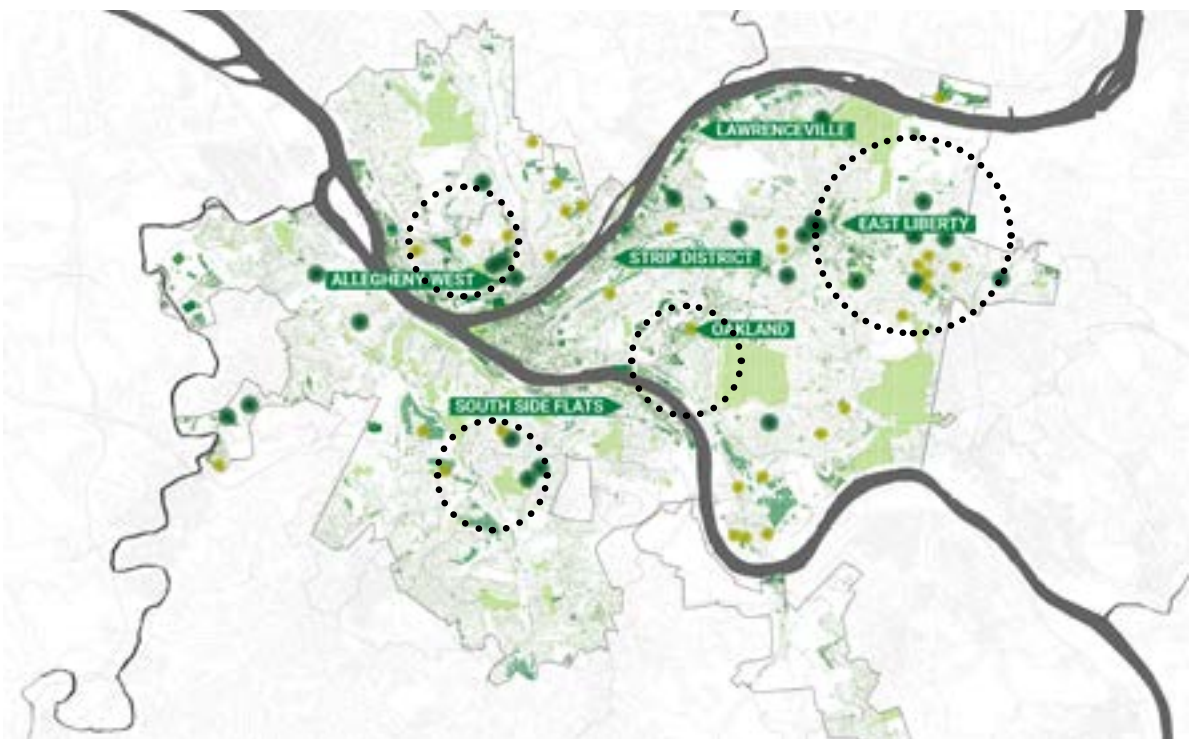 LAWRENCEVILLE
EAST LIBERTY
STRIP DISTRICT
ALLEGHENY WEST
OAKLAND
SOUTH SIDE FLATS